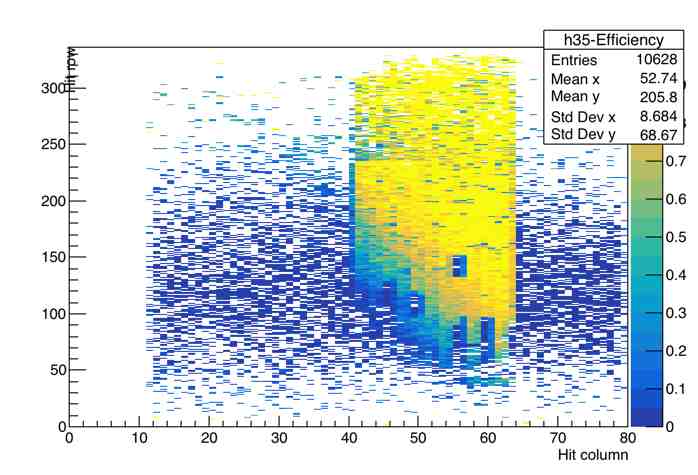 h35-Efficiency
Entries 10628
Mean x 52.74
Mean y 205.8
Std Dev x 8.684
Std Dev y 68.67
300
250
200
150
100
50
0
0 10 20 30 40 50 60 70 80
Hit column
0.7
0.6
0.5
0.4
0.3
0.2
0.1
0